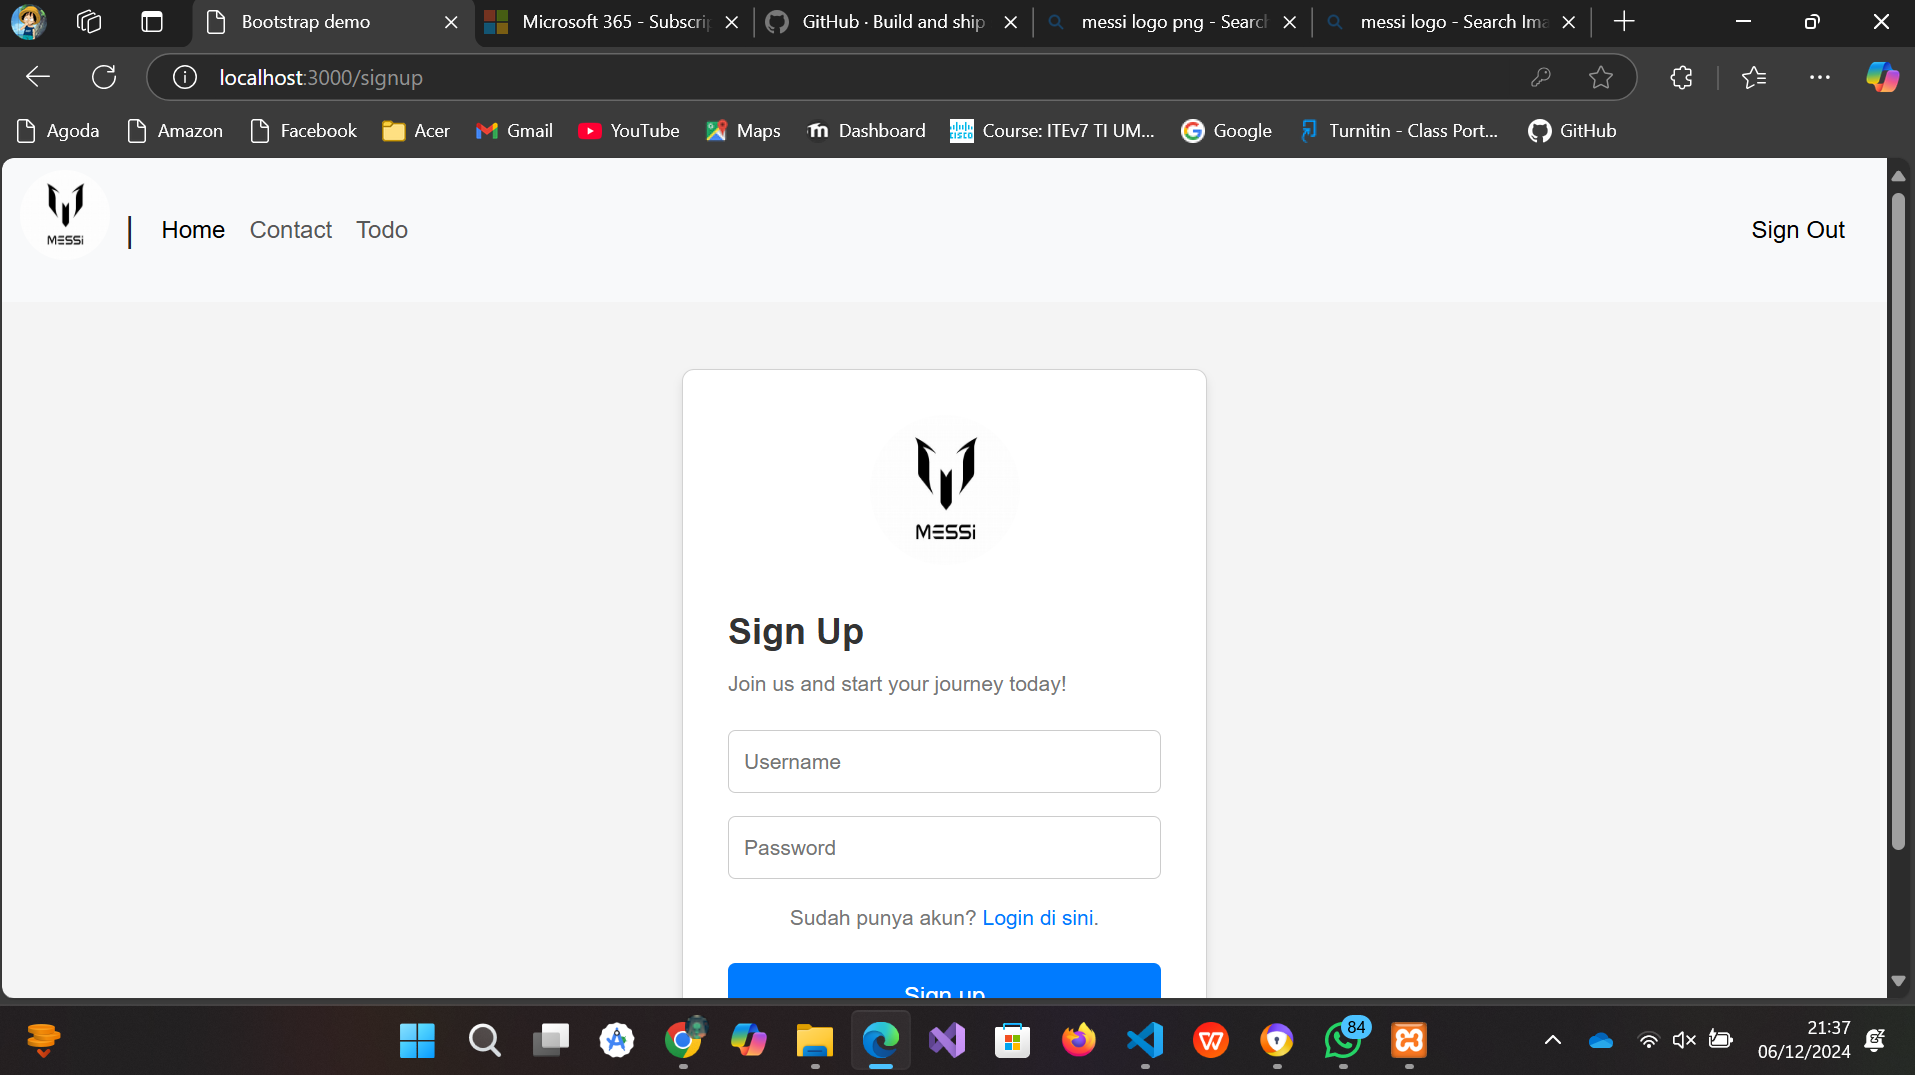 Bootstrap demo
Microsoft 365 - Subscrip
GitHub · Build and ship
messi logo png - Search
messi logo - Search Ima
localhost:3000/signup
Agoda
Amazon
Facebook
Acer
Gmail
YouTube
Maps
Dashboard
Course: ITEv7 TI UM...
Google
Turnitin - Class Port...
GitHub
MESSi
| Home Contact Todo
Sign Out
MESSi
Sign Up
Join us and start your journey today!
Username
Password
Sudah punya akun? Login di sini.
Sign up
84
21:37
06/12/2024